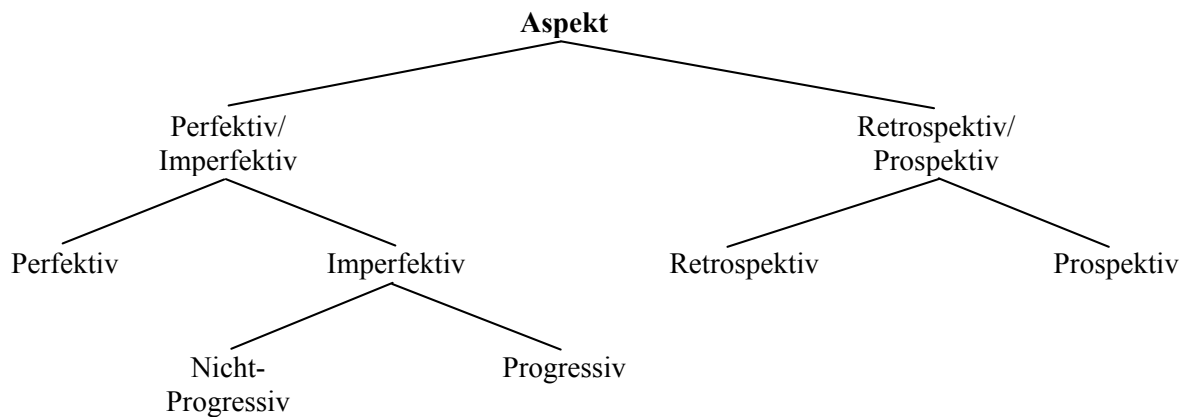 Aspekt
Perfektiv/
Imperfektiv
Retrospektiv/
Prospektiv
Perfektiv
Imperfektiv
Retrospektiv
Prospektiv
Nicht-
Progressiv
Progressiv